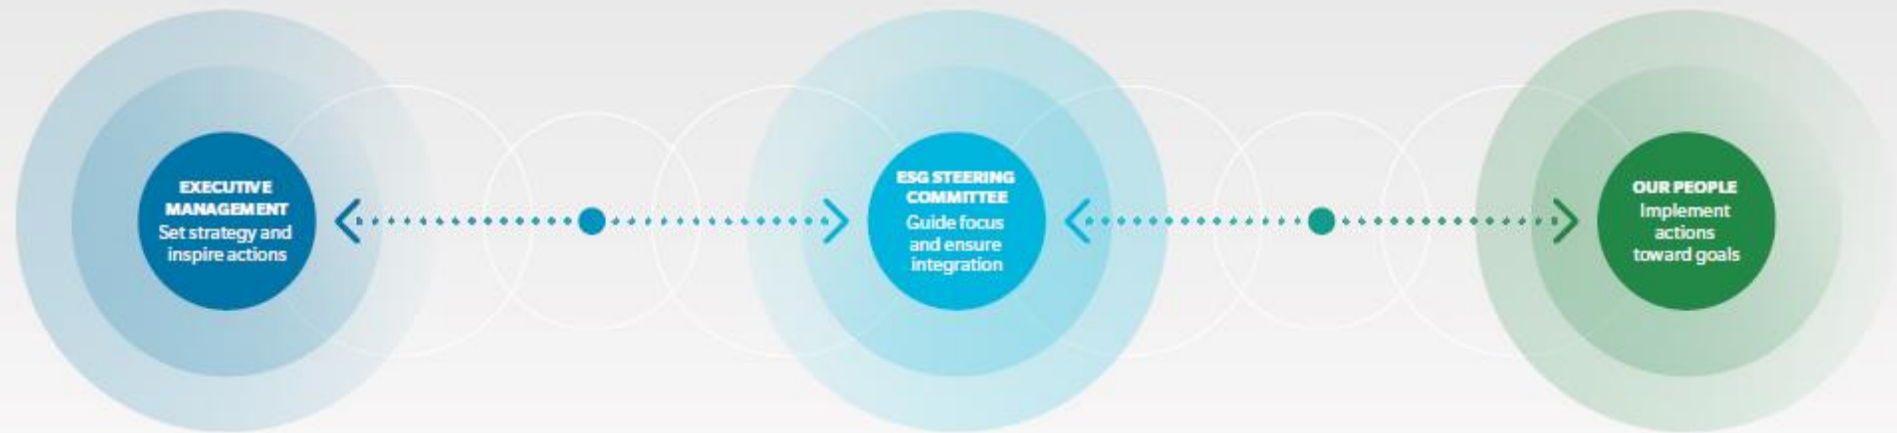 EXECUTIVE
MANAGEMENT
Set strategy and
inspire actions
ESG STEERING
COMMITTEE
Guide focus
and ensure
integration
OUR PEOPLE
Implement
actions
toward goals